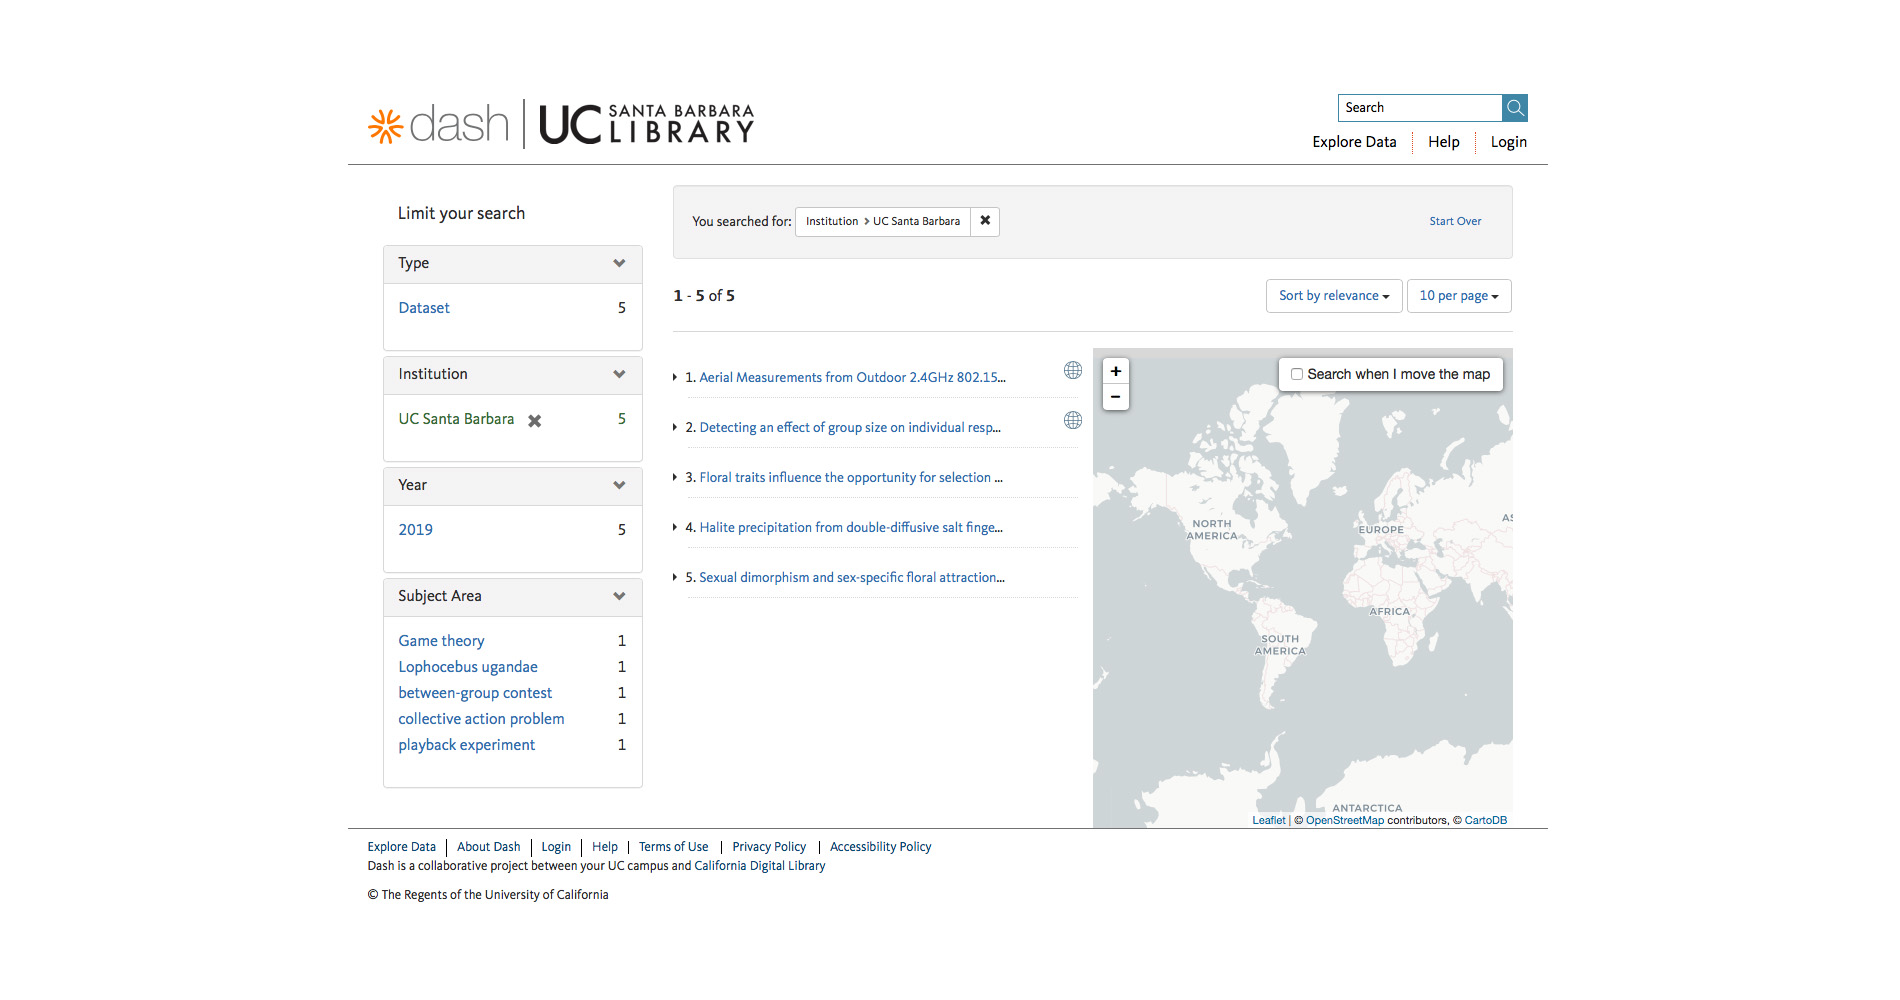 dash
UC SANTA BARBARA LIBRARY
Search
Explore Data
Help
Login
Limit your search
Type
Dataset 5
Institution
UC Santa Barbara ✖ 5
Year
2019 5
Subject Area
Game theory 1
Lophocebus ugandae 1
between-group contest 1
collective action problem 1
playback experiment 1
You searched for: Institution > UC Santa Barbara ✖
Start Over
1 - 5 of 5
Sort by relevance
10 per page
1. Aerial Measurements from Outdoor 2.4GHz 802.15...
2. Detecting an effect of group size on individual resp...
3. Floral traits influence the opportunity for selection ...
4. Halite precipitation from double-diffusive salt finge...
5. Sexual dimorphism and sex-specific floral attraction...
+
−
Search when I move the map
NORTH
AMERICA
EUROPE
AS
AFRICA
SOUTH
AMERICA
ANTARCTICA
Leaflet | © OpenStreetMap contributors, © CartoDB
Explore Data | About Dash | Login | Help | Terms of Use | Privacy Policy | Accessibility Policy
Dash is a collaborative project between your UC campus and California Digital Library
© The Regents of the University of California